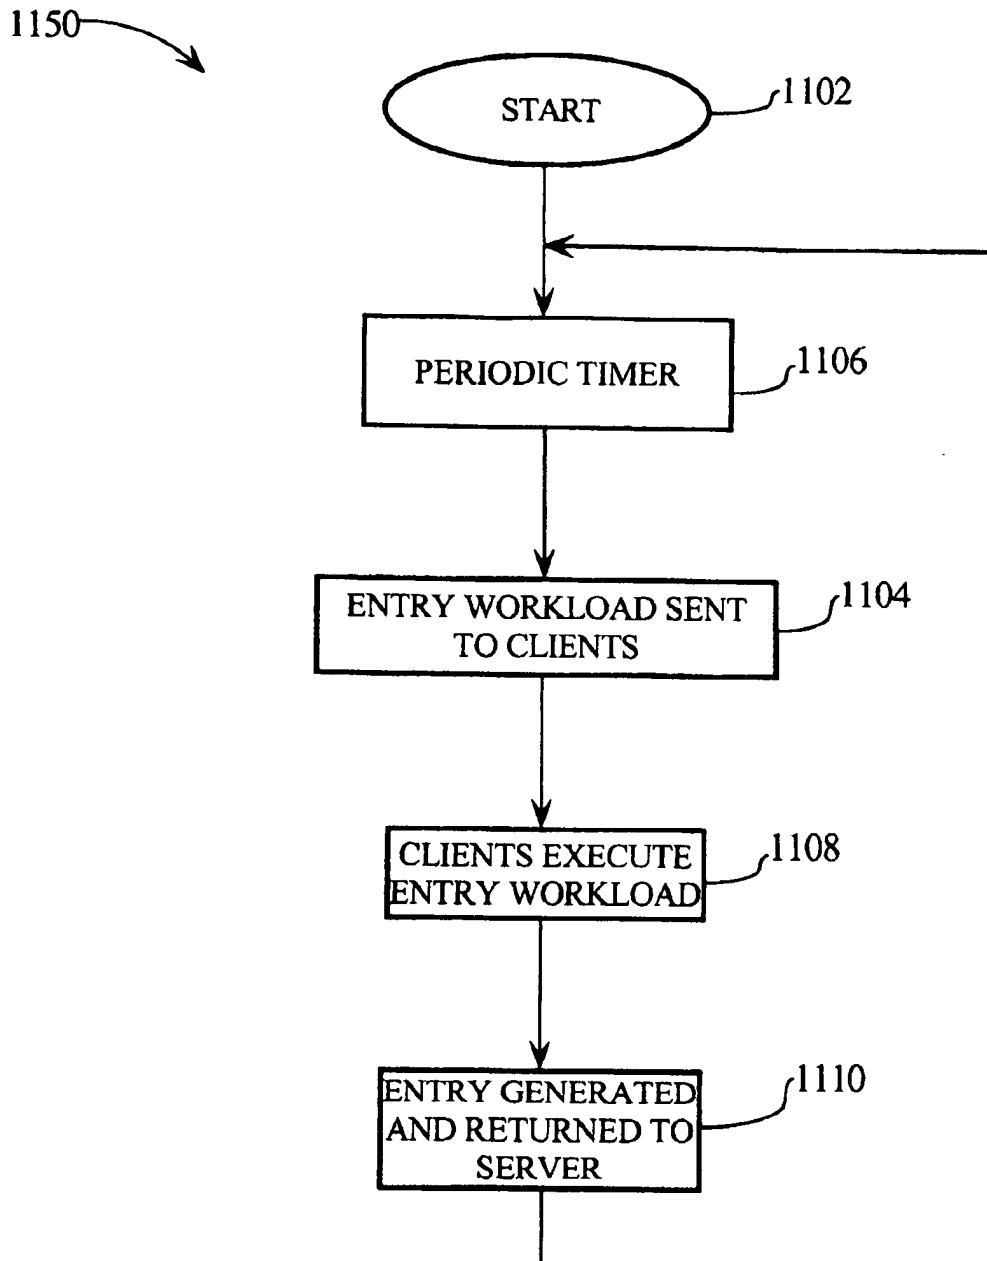 1150
START
1102
PERIODIC TIMER
1106
ENTRY WORKLOAD SENT
TO CLIENTS
1104
CLIENTS EXECUTE
ENTRY WORKLOAD
1108
ENTRY GENERATED
AND RETURNED TO
SERVER
1110